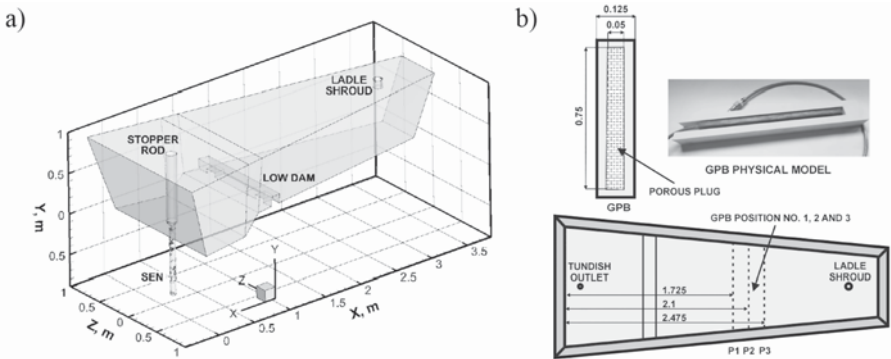 a)
LADLE
SHROUD
STOPPER
ROD
LOW DAM
SEN
Y
Z
X
1
0.5
0
0.5
1
Y, m
1
0.5
0
0.5
1
Z, m
0
0.5
1
1.5
2
2.5
3
3.5
X, m
b)
0.125
0.05
0.75
GPB
POROUS PLUG
GPB PHYSICAL MODEL
GPB POSITION NO. 1, 2 AND 3
TUNDISH
OUTLET
LADLE
SHROUD
1.725
2.1
2.475
P1 P2 P3